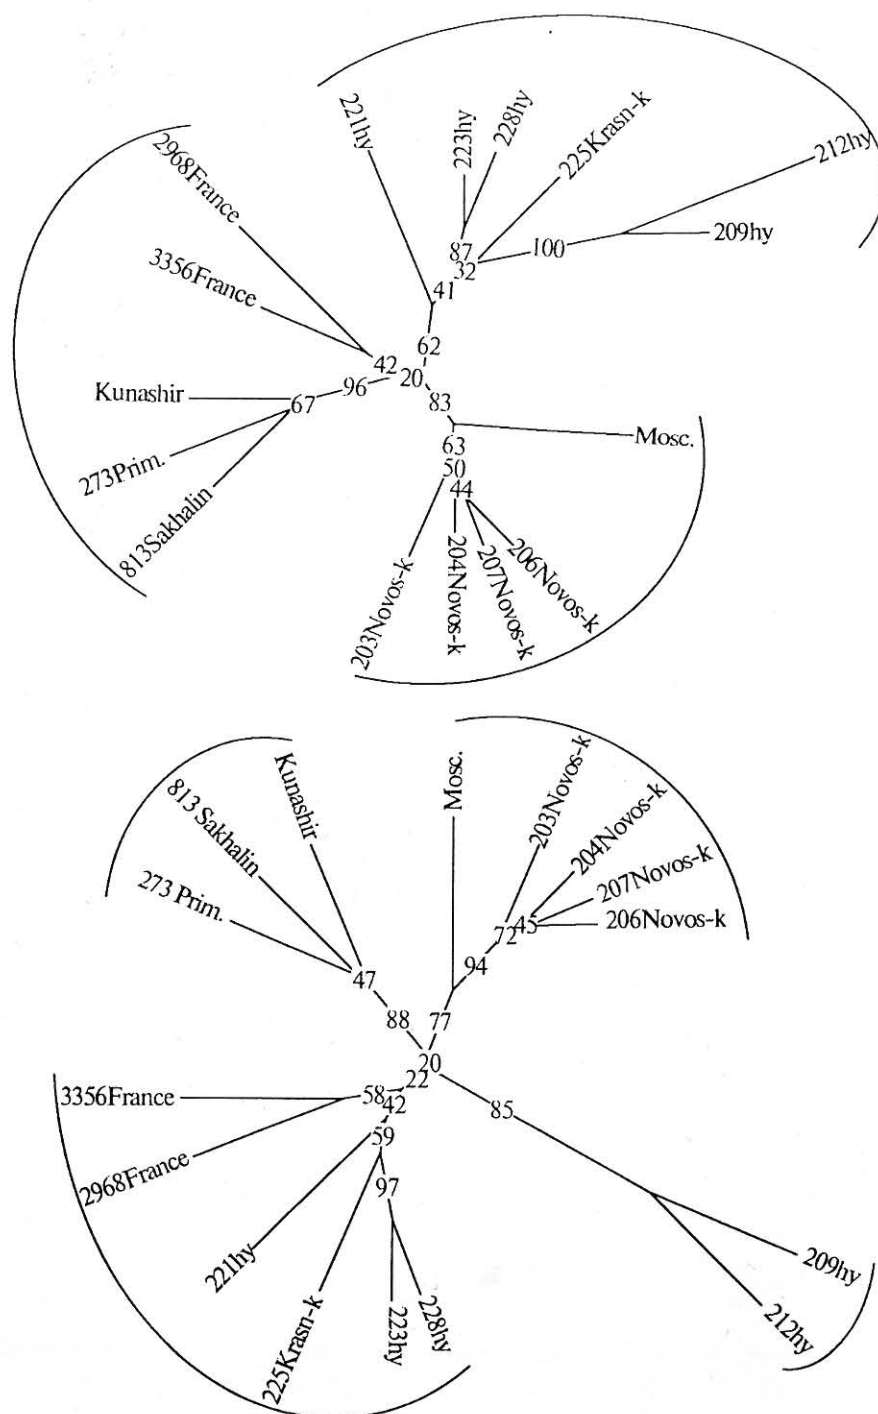 221hy
223hy
228hy
225Krasn-k
212hy
209hy
2968France
3356France
Kunashir
273Prim.
813Sakhalin
87
32
100
41
62
42
20
96
67
83
63
50
44
Mosc.
203Novos-k
204Novos-k
207Novos-k
206Novos-k
813 Sakhalin
Kunashir
273 Prim.
Mosc.
203Novos-k
204Novos-k
207Novos-k
206Novos-k
45
72
94
47
88
77
20
22
58
42
85
59
97
3356France
2968France
221hy
225Krasn-k
223hy
228hy
209hy
212hy